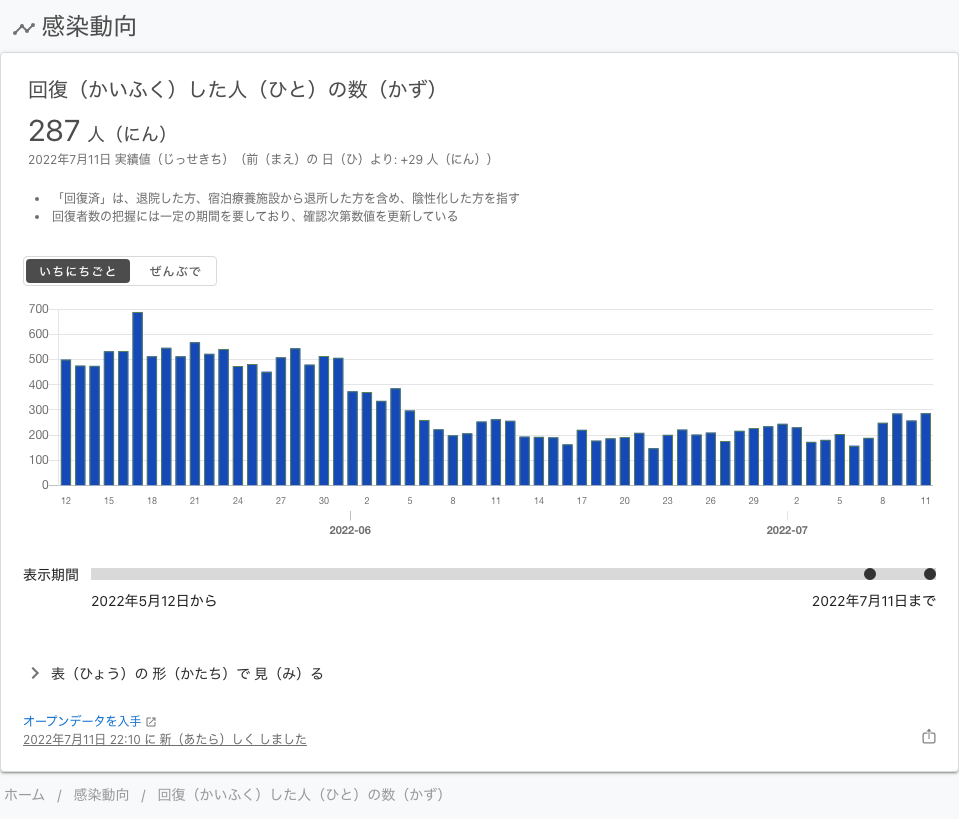 感染動向
回復（かいふく）した人（ひと）の数（かず）
287 人（にん）
2022年7月11日 実績値（じっせきち）（前（まえ）の 日（ひ）より: +29 人（にん））
「回復済」は、退院した方、宿泊療養施設から退所した方を含め、陰性化した方を指す
回復者数の把握には一定の期間を要しており、確認次第数値を更新している
いちにちごと ぜんぶで
700
600
500
400
300
200
100
0
12 15 18 21 24 27 30 2 5 8 11 14 17 20 23 26 29 2 5 8 11
2022-06 2022-07
表示期間
2022年5月12日から 2022年7月11日まで
表（ひょう）の 形（かたち）で 見（み）る
オープンデータを入手
2022年7月11日 22:10 に 新（あたら）しく しました
ホーム / 感染動向 / 回復（かいふく）した人（ひと）の数（かず）